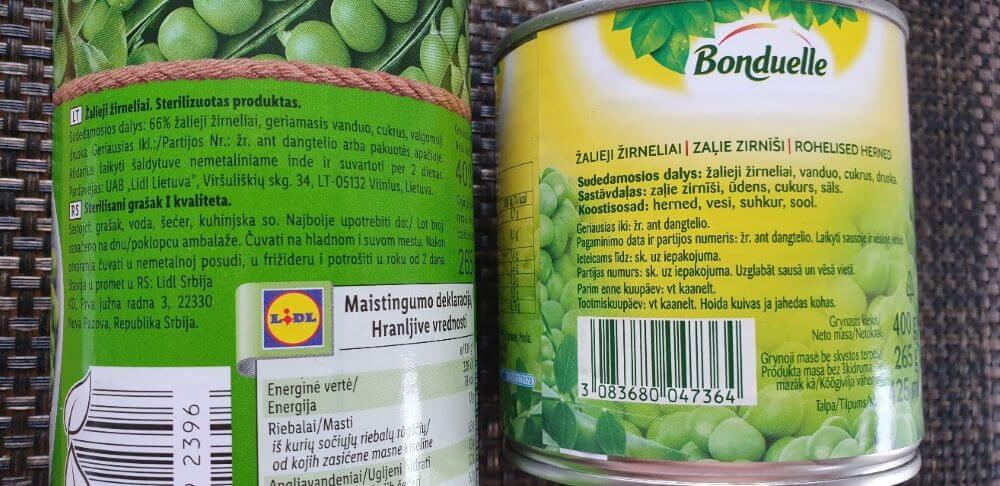 LT Žalieji žirneliai. Sterilizuotas produktas.
Sudedamosios dalys: 66% žalieji žirneliai, geriamasis vanduo, cukrus, valgomoji
druska. Geriausias iki.:/Partijos Nr.: žr. ant dangtelio arba pakuotės apačioje.
Atidarius laikyti šaldytuve nemetaliniame inde ir suvartoti per 2 dienas.
Pardavėjas: UAB „Lidl Lietuva”, Viršuliškių skg. 34, LT-05132 Vilnius, Lietuva.
RS Sterilisani grašak I kvaliteta.
Sastojci: grašak, voda, šećer, kuhinjska so. Najbolje upotrebiti do:/ Lot broj
označeno na dnu/poklopcu ambalaže. Čuvati na hladnom i suvom mestu. Nakon
otvaranja čuvati u nemetalnoj posudi, u frižideru i potrošiti u roku od 2 dana.
Stavlja u promet u RS: Lidl Srbija
KD, Prva južna radna 3, 22330
Nova Pazova, Republika Srbija.
400
265
LIDL
Maistingumo deklaracija
Hranljive vrednosti
Energinė vertė/
Energija
Riebalai/Masti
iš kurių sočiųjų riebalų rūgščių/
od kojih zasićene masne kiseline
Angliavandeniai/Ugljeni hidrati
2396
Bonduelle
ŽALIEJI ŽIRNELIAI | ZAĻIE ZIRNĪŠI | ROHELISED HERNED
Sudedamosios dalys: žalieji žirneliai, vanduo, cukrus, druska.
Sastāvdaļas: zaļie zirnīši, ūdens, cukurs, sāls.
Koostisosad: herned, vesi, suhkur, sool.
Geriausias iki: žr. ant dangtelio.
Pagaminimo data ir partijos numeris: žr. ant dangtelio. Laikyti sausoje ir vėsioje
Ieteicams līdz: sk. uz iepakojuma.
Partijas numurs: sk. uz iepakojuma. Uzglabāt sausā un vēsā vietā.
Parim enne kuupäev: vt kaanelt.
Tootmiskuupäev: vt kaanelt. Hoida kuivas ja jahedas kohas.
Grynasis kiekis/
Neto masa/Netokaal: 400 g
Grynoji masė be skystos terpės/
Produkta masa bez šķidruma 265 g
mazāk kā/Köögivilja
Talpa/Tilpums/ 425 ml
3 083680 047364